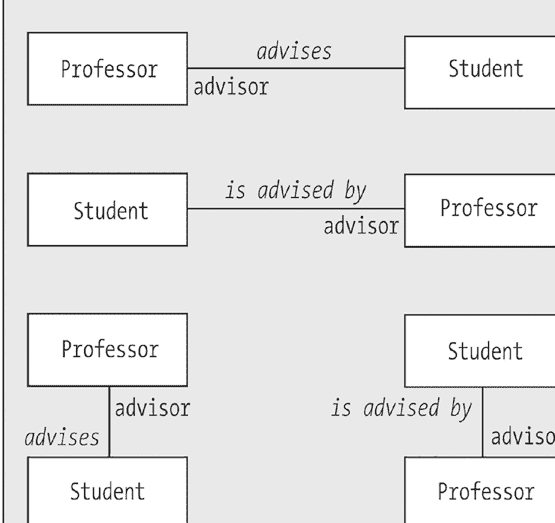 advises
Professor Student
advisor
is advised by
Student Professor
advisor
Professor Student
advisor is advised by
advises adviso
Student Professor